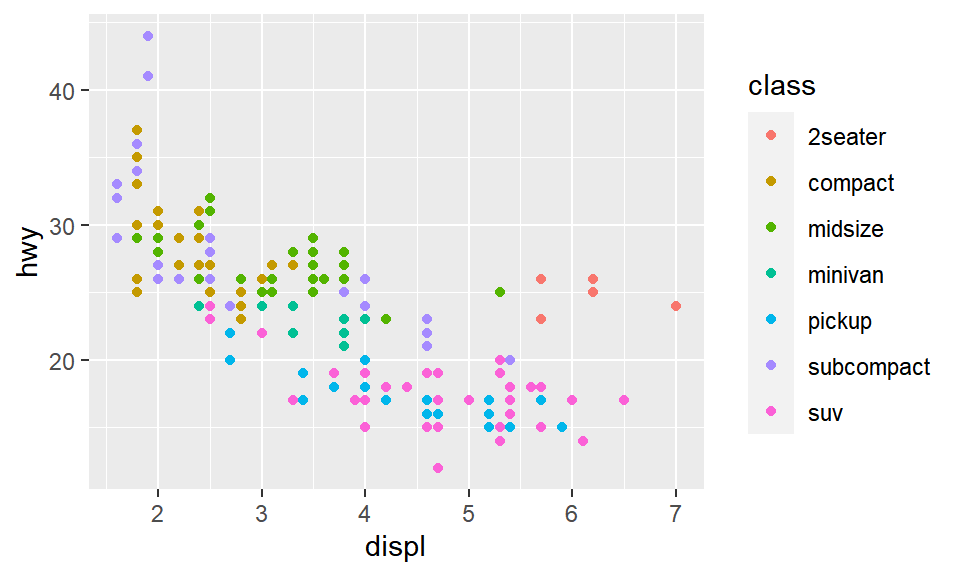 class
2seater
compact
midsize
minivan
pickup
subcompact
suv
hwy
40
30
20
2 3 4 5 6 7
displ